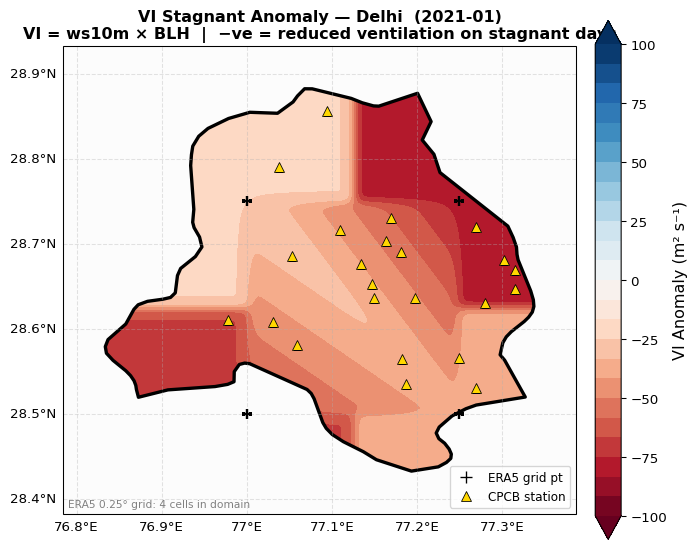 VI Stagnant Anomaly — Delhi  (2021-01)
VI = ws10m × BLH  |  −ve = reduced ventilation on stagnant day
28.9°N
28.8°N
28.7°N
28.6°N
28.5°N
28.4°N
76.8°E
76.9°E
77°E
77.1°E
77.2°E
77.3°E
ERA5 0.25° grid: 4 cells in domain
ERA5 grid pt
CPCB station
100
75
50
25
0
−25
−50
−75
−100
VI Anomaly (m² s⁻¹)